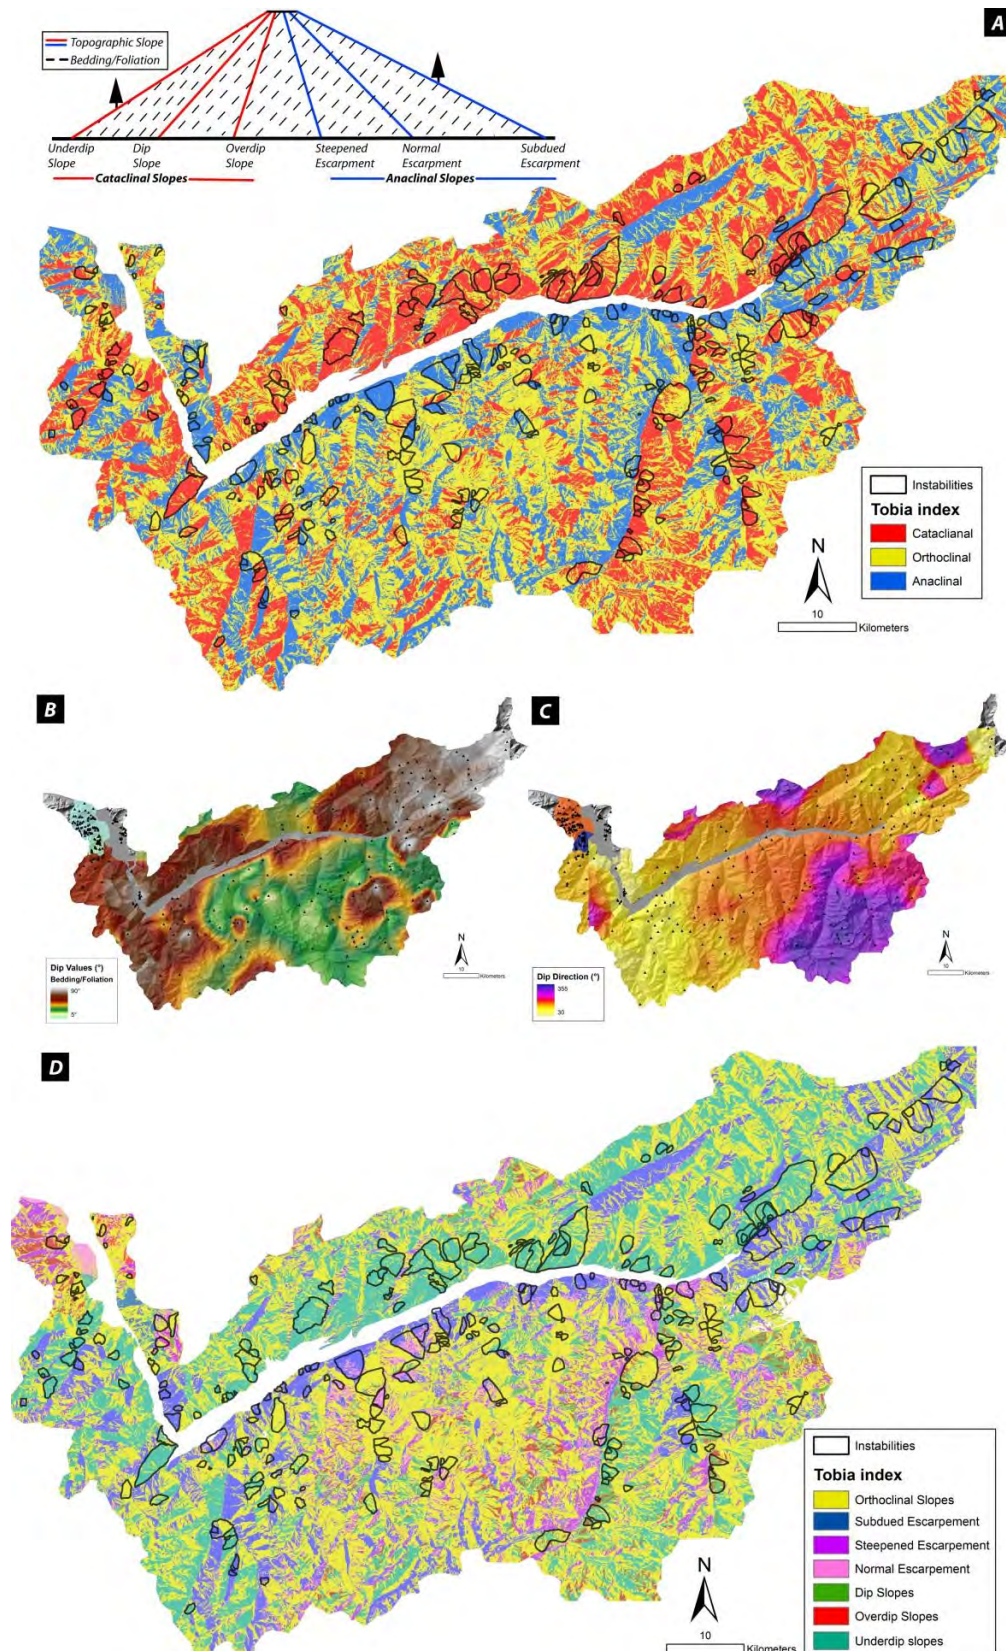 A
Topographic Slope
Bedding/Foliation
Underdip Slope
Dip Slope
Overdip Slope
Steepened Escarpment
Normal Escarpment
Subdued Escarpment
Cataclinal Slopes
Anaclinal Slopes
Instabilities
Tobia index
Cataclianal
Orthoclinal
Anaclinal
N
10
Kilometers
B
Dip Values (°)
Bedding/Foliation
90°
5°
N
10
Kilometers
C
Dip Direction (°)
355
30
N
10
Kilometers
D
Instabilities
Tobia index
Orthoclinal Slopes
Subdued Escarpement
Steepened Escarpement
Normal Escarpement
Dip Slopes
Overdip Slopes
Underdip slopes
N
10
Kilometers